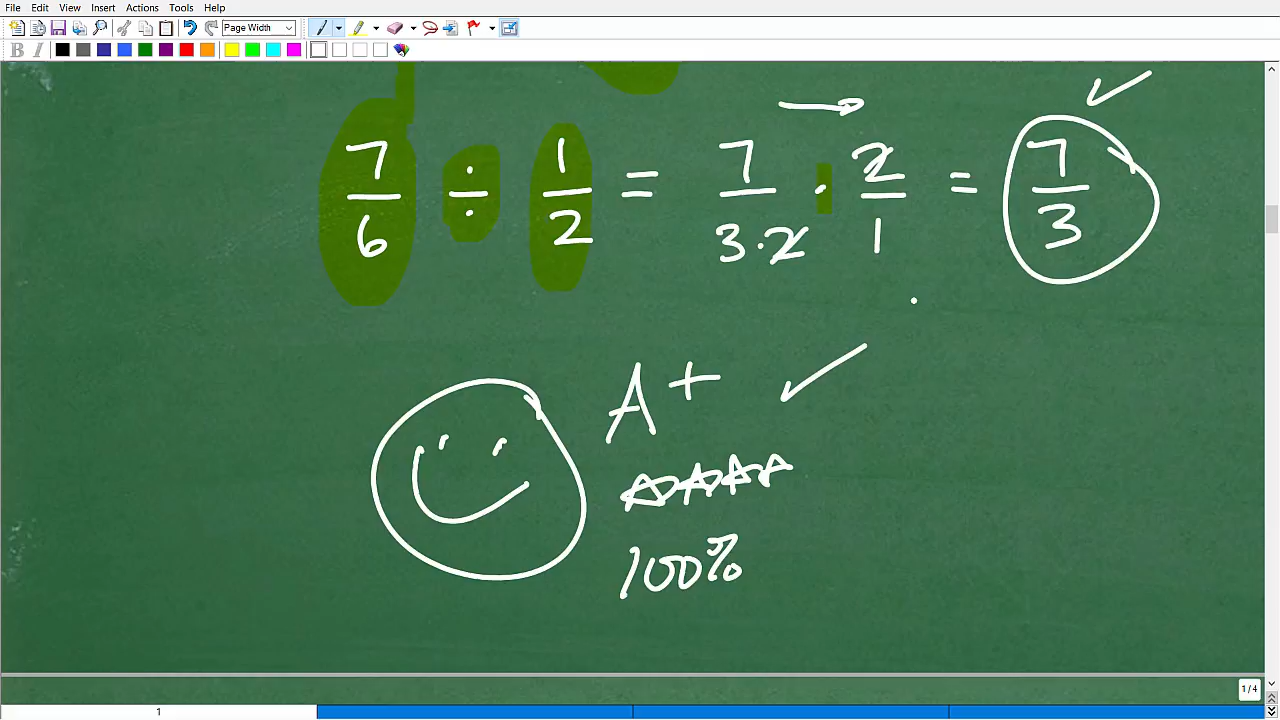 File Edit View Insert Actions Tools Help
Page Width
B I
7/6 ÷ 1/2 = 7/3·2 · 2/1 = 7/3
A+
100%
1/4
1